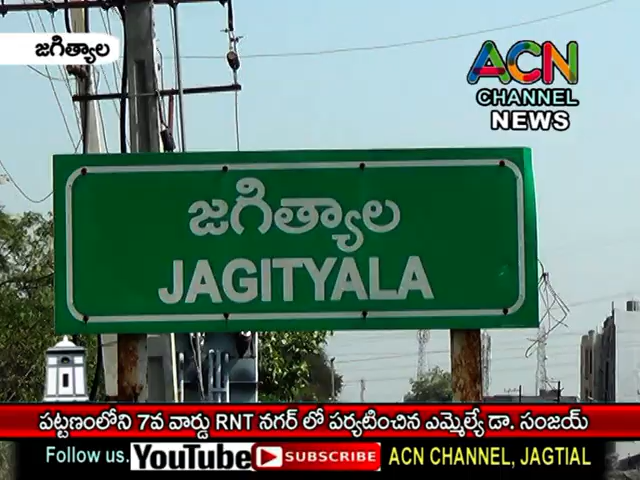 జగిత్యాల
ACN
CHANNEL
NEWS
జగిత్యాల
JAGITYALA
పట్టణంలోని 7వ వార్డు RNT నగర్ లో పర్యటించిన ఎమ్మెల్యే డా. సంజయ్
Follow us. YouTube SUBSCRIBE ACN CHANNEL, JAGTIAL